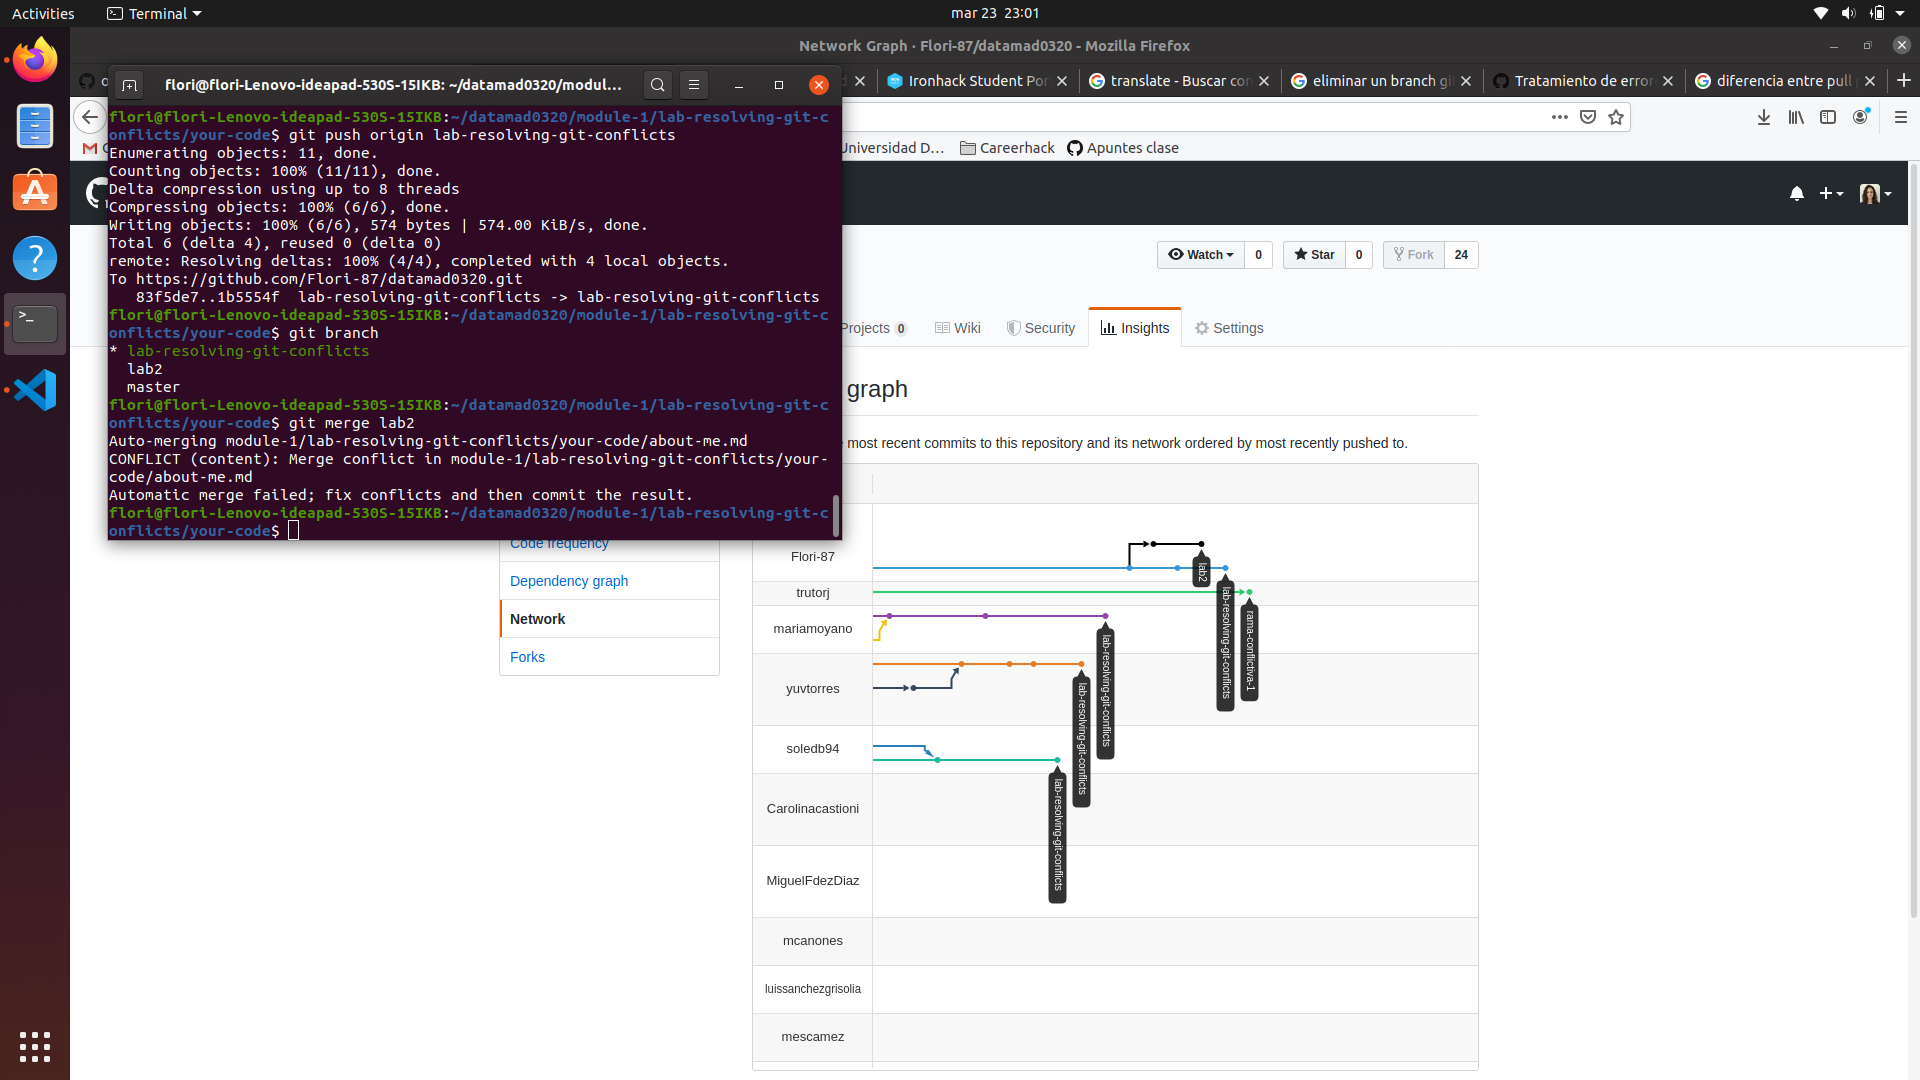 Activities
Terminal
mar 23 23:01
Network Graph · Flori-87/datamad0320 - Mozilla Firefox
flori@flori-Lenovo-ideapad-530S-15IKB: ~/datamad0320/modul...
Ironhack Student Por
translate - Buscar con
eliminar un branch gi
Tratamiento de error
diferencia entre pull
flori@flori-Lenovo-ideapad-530S-15IKB:~/datamad0320/module-1/lab-resolving-git-c
onflicts/your-code$ git push origin lab-resolving-git-conflicts
Enumerating objects: 11, done.
Counting objects: 100% (11/11), done.
Delta compression using up to 8 threads
Compressing objects: 100% (6/6), done.
Writing objects: 100% (6/6), 574 bytes | 574.00 KiB/s, done.
Total 6 (delta 4), reused 0 (delta 0)
remote: Resolving deltas: 100% (4/4), completed with 4 local objects.
To https://github.com/Flori-87/datamad0320.git
83f5de7..1b5554f lab-resolving-git-conflicts -> lab-resolving-git-conflicts
flori@flori-Lenovo-ideapad-530S-15IKB:~/datamad0320/module-1/lab-resolving-git-c
onflicts/your-code$ git branch
* lab-resolving-git-conflicts
lab2
master
flori@flori-Lenovo-ideapad-530S-15IKB:~/datamad0320/module-1/lab-resolving-git-c
onflicts/your-code$ git merge lab2
Auto-merging module-1/lab-resolving-git-conflicts/your-code/about-me.md
CONFLICT (content): Merge conflict in module-1/lab-resolving-git-conflicts/your-
code/about-me.md
Automatic merge failed; fix conflicts and then commit the result.
flori@flori-Lenovo-ideapad-530S-15IKB:~/datamad0320/module-1/lab-resolving-git-c
onflicts/your-code$
Universidad D...
Careerhack
Apuntes clase
Watch 0
Star 0
Fork 24
Projects 0
Wiki
Security
Insights
Settings
graph
most recent commits to this repository and its network ordered by most recently pushed to.
Code frequency
Dependency graph
Network
Forks
Flori-87
trutorj
mariamoyano
yuvtorres
soledb94
Carolinacastioni
MiguelFdezDiaz
mcanones
luissanchezgrisolia
mescamez
lab2
lab-resolving-git-conflicts
rama-conflictiva-1
lab-resolving-git-conflicts
lab-resolving-git-conflicts
lab-resolving-git-conflicts